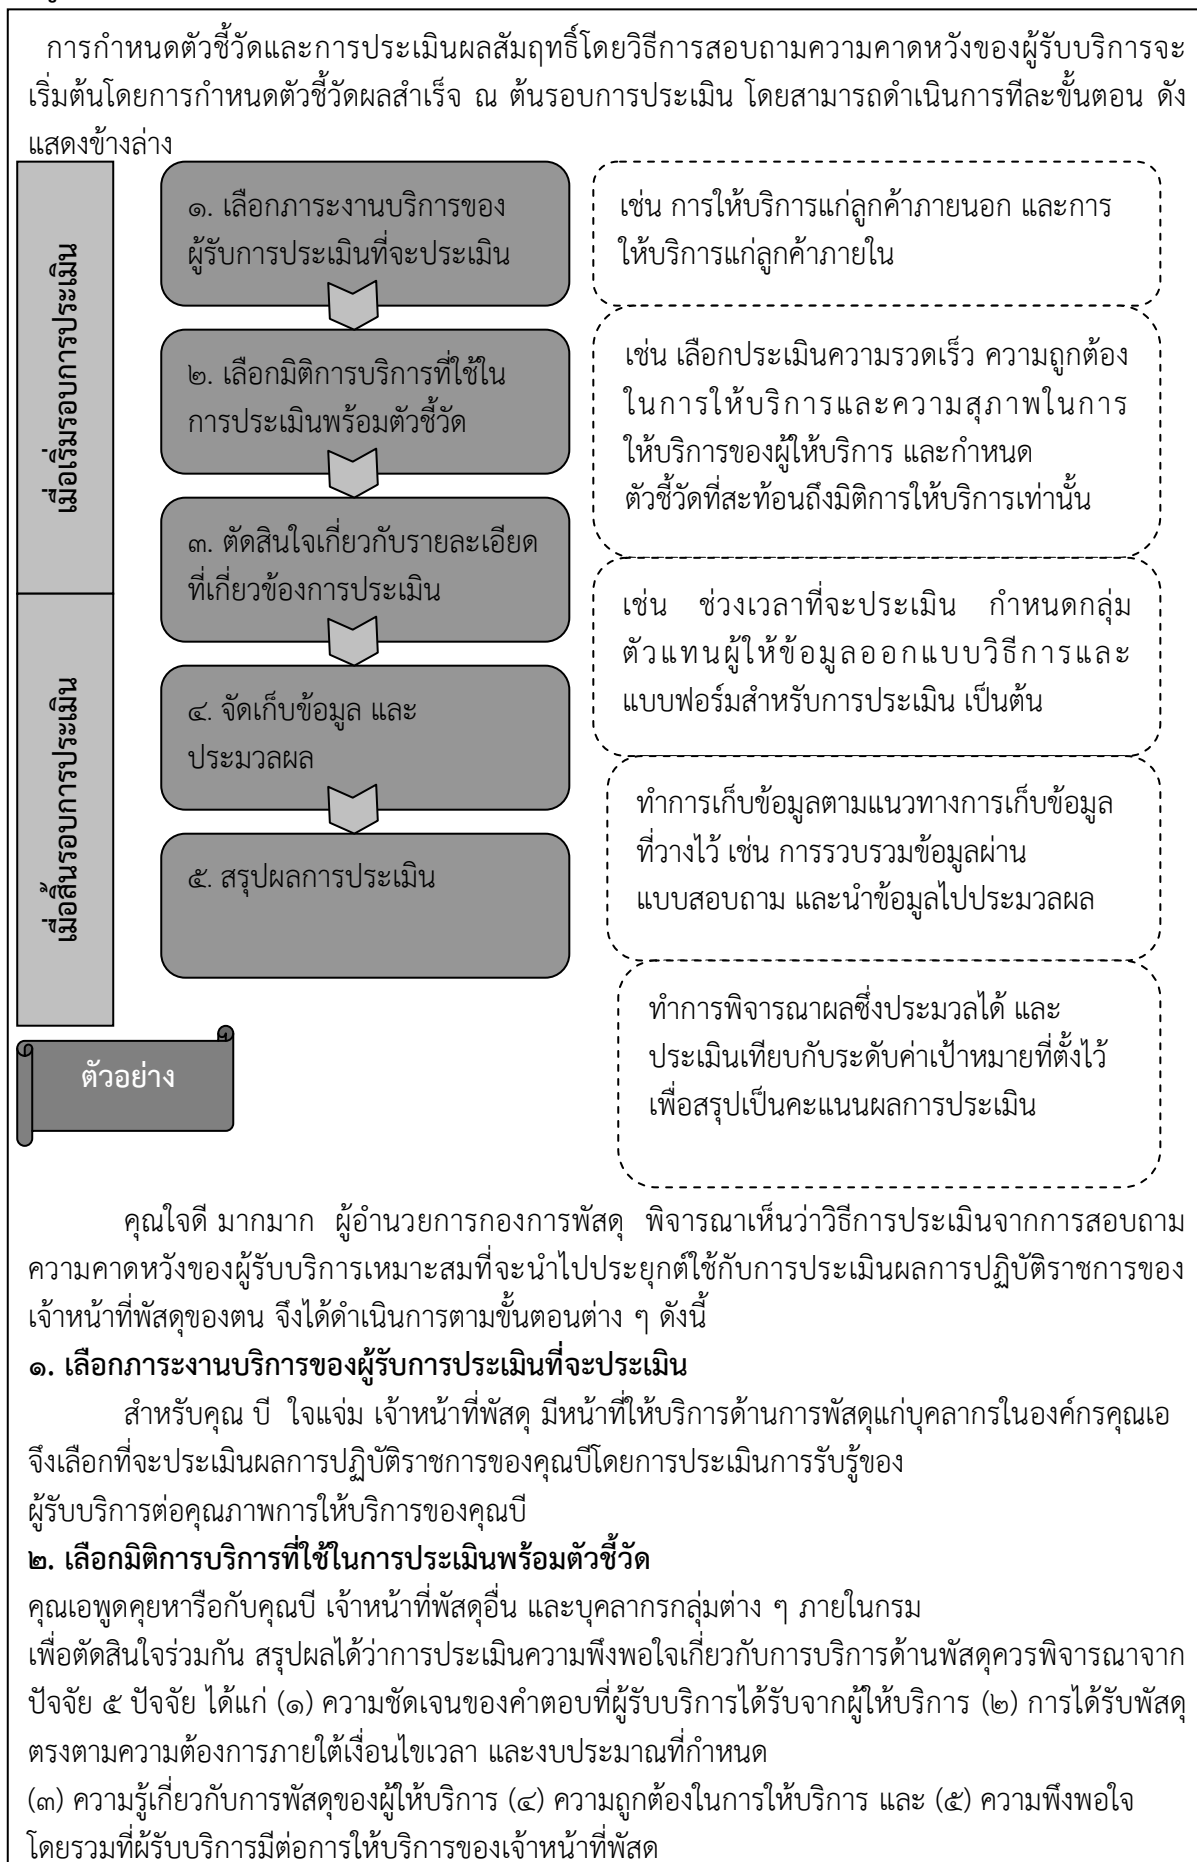 การกำหนดตัวชี้วัดและการประเมินผลสัมฤทธิ์โดยวิธีการสอบถามความคาดหวังของผู้รับบริการจะ
เริ่มต้นโดยการกำหนดตัวชี้วัดผลสำเร็จ ณ ต้นรอบการประเมิน โดยสามารถดำเนินการทีละขั้นตอน ดัง
แสดงข้างล่าง
เมื่อเริ่มรอบการประเมิน
๑. เลือกภาระงานบริการของ
ผู้รับการประเมินที่จะประเมิน
เช่น การให้บริการแก่ลูกค้าภายนอก และการ
ให้บริการแก่ลูกค้าภายใน
๒. เลือกมิติการบริการที่ใช้ใน
การประเมินพร้อมตัวชี้วัด
เช่น เลือกประเมินความรวดเร็ว ความถูกต้อง
ในการให้บริการและความสุภาพในการ
ให้บริการของผู้ให้บริการ และกำหนด
ตัวชี้วัดที่สะท้อนถึงมิติการให้บริการเท่านั้น
๓. ตัดสินใจเกี่ยวกับรายละเอียด
ที่เกี่ยวข้องการประเมิน
เช่น ช่วงเวลาที่จะประเมิน กำหนดกลุ่ม
ตัวแทนผู้ให้ข้อมูลออกแบบวิธีการและ
แบบฟอร์มสำหรับการประเมิน เป็นต้น
เมื่อสิ้นรอบการประเมิน
๔. จัดเก็บข้อมูล และ
ประมวลผล
ทำการเก็บข้อมูลตามแนวทางการเก็บข้อมูล
ที่วางไว้ เช่น การรวบรวมข้อมูลผ่าน
แบบสอบถาม และนำข้อมูลไปประมวลผล
๕. สรุปผลการประเมิน
ทำการพิจารณาผลซึ่งประมวลได้ และ
ประเมินเทียบกับระดับค่าเป้าหมายที่ตั้งไว้
เพื่อสรุปเป็นคะแนนผลการประเมิน
ตัวอย่าง
คุณใจดี มากมาก ผู้อำนวยการกองการพัสดุ พิจารณาเห็นว่าวิธีการประเมินจากการสอบถาม
ความคาดหวังของผู้รับบริการเหมาะสมที่จะนำไปประยุกต์ใช้กับการประเมินผลการปฏิบัติราชการของ
เจ้าหน้าที่พัสดุของตน จึงได้ดำเนินการตามขั้นตอนต่าง ๆ ดังนี้
๑. เลือกภาระงานบริการของผู้รับการประเมินที่จะประเมิน
สำหรับคุณ บี ใจแจ่ม เจ้าหน้าที่พัสดุ มีหน้าที่ให้บริการด้านการพัสดุแก่บุคลากรในองค์กรคุณเอ
จึงเลือกที่จะประเมินผลการปฏิบัติราชการของคุณบีโดยการประเมินการรับรู้ของ
ผู้รับบริการต่อคุณภาพการให้บริการของคุณบี
๒. เลือกมิติการบริการที่ใช้ในการประเมินพร้อมตัวชี้วัด
คุณเอพูดคุยหารือกับคุณบี เจ้าหน้าที่พัสดุอื่น และบุคลากรกลุ่มต่าง ๆ ภายในกรม
เพื่อตัดสินใจร่วมกัน สรุปผลได้ว่าการประเมินความพึงพอใจเกี่ยวกับการบริการด้านพัสดุควรพิจารณาจาก
ปัจจัย ๕ ปัจจัย ได้แก่ (๑) ความชัดเจนของคำตอบที่ผู้รับบริการได้รับจากผู้ให้บริการ (๒) การได้รับพัสดุ
ตรงตามความต้องการภายใต้เงื่อนไขเวลา และงบประมาณที่กำหนด
(๓) ความรู้เกี่ยวกับการพัสดุของผู้ให้บริการ (๔) ความถูกต้องในการให้บริการ และ (๕) ความพึงพอใจ
โดยรวมที่ผู้รับบริการมีต่อการให้บริการของเจ้าหน้าที่พัสดุ